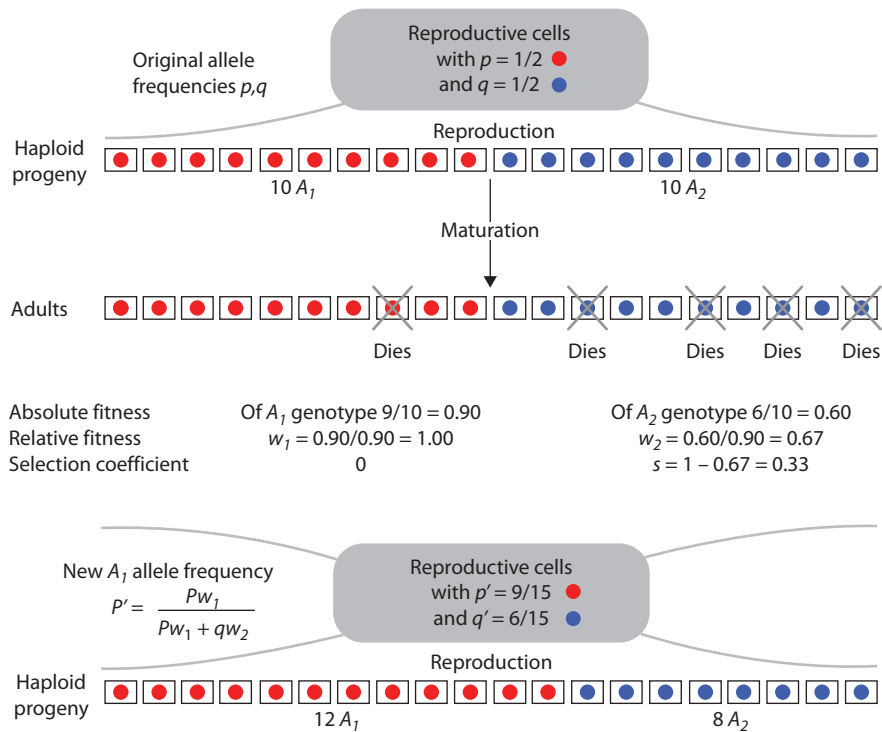 Original allele
frequencies p,q
Reproductive cells
with p = 1/2
and q = 1/2
Reproduction
Haploid
progeny
10 A₁
10 A₂
Maturation
Adults
Dies
Dies
Dies
Dies
Dies
Absolute fitness
Of A₁ genotype 9/10 = 0.90
Of A₂ genotype 6/10 = 0.60
Relative fitness
w₁ = 0.90/0.90 = 1.00
w₂ = 0.60/0.90 = 0.67
Selection coefficient
0
s = 1 – 0.67 = 0.33
New A₁ allele frequency
P' = Pw₁ / Pw₁ + qw₂
Reproductive cells
with p' = 9/15
and q' = 6/15
Reproduction
Haploid
progeny
12 A₁
8 A₂